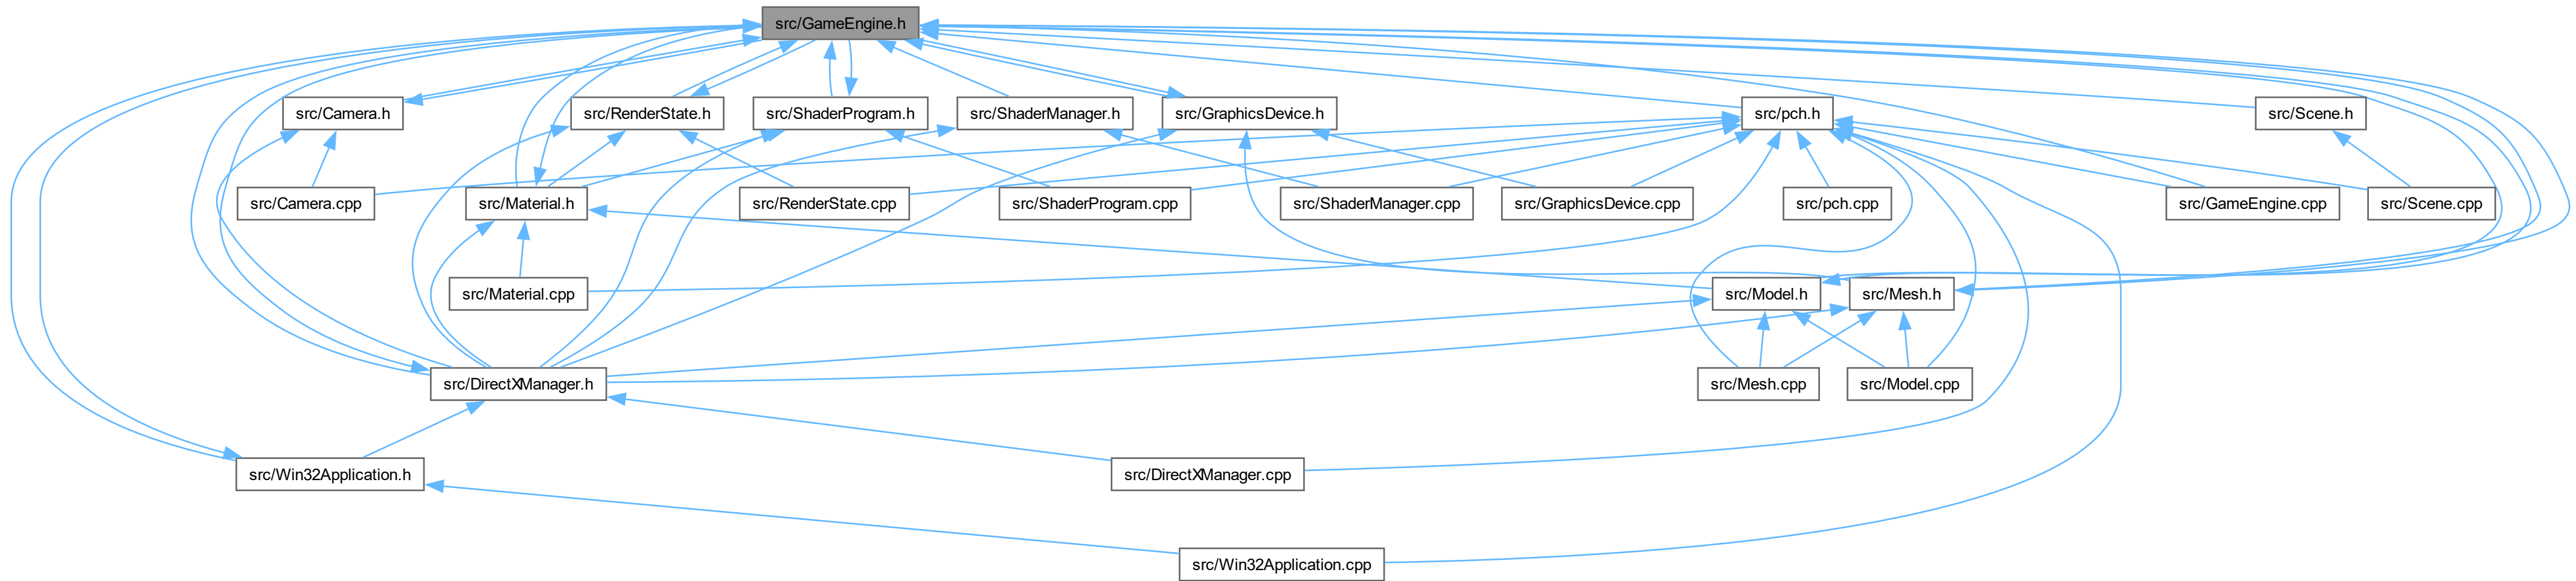 src/GameEngine.h
src/Camera.h
src/RenderState.h
src/ShaderProgram.h
src/ShaderManager.h
src/GraphicsDevice.h
src/pch.h
src/Scene.h
src/Camera.cpp
src/Material.h
src/RenderState.cpp
src/ShaderProgram.cpp
src/ShaderManager.cpp
src/GraphicsDevice.cpp
src/pch.cpp
src/GameEngine.cpp
src/Scene.cpp
src/Material.cpp
src/Model.h
src/Mesh.h
src/DirectXManager.h
src/Mesh.cpp
src/Model.cpp
src/Win32Application.h
src/DirectXManager.cpp
src/Win32Application.cpp